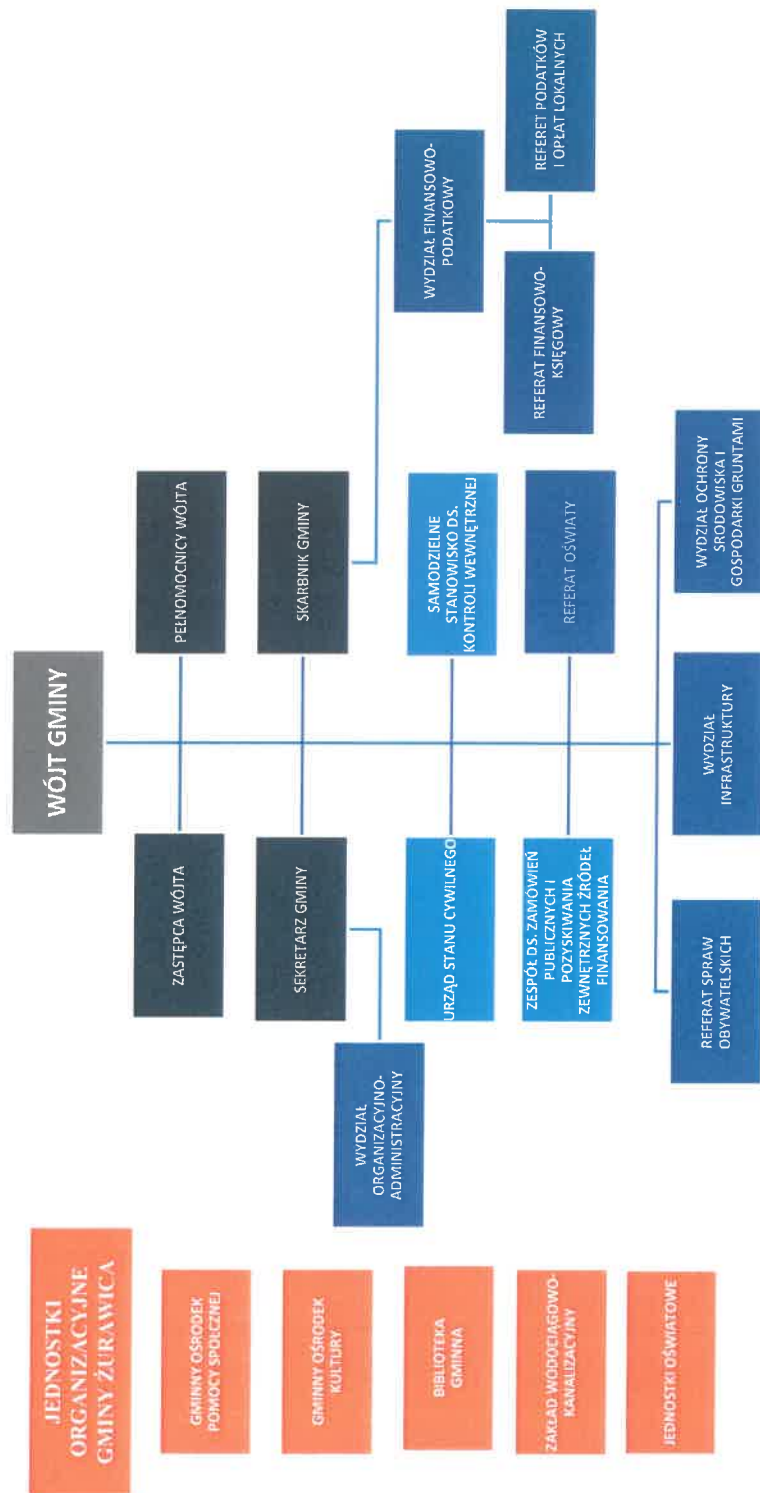 WÓJT GMINY
ZASTĘPCA WÓJTA
PEŁNOMOCNICY WÓJTA
SEKRETARZ GMINY
SKARBNIK GMINY
WYDZIAŁ
ORGANIZACYJNO-
ADMINISTRACYJNY
WYDZIAŁ FINANSOWO-
PODATKOWY
URZĄD STANU CYWILNEGO
SAMODZIELNE
STANOWISKO DS.
KONTROLI WEWNĘTRZNEJ
REFERAT FINANSOWO-
KSIĘGOWY
REFERET PODATKÓW
I OPŁAT LOKALNYCH
ZESPÓŁ DS. ZAMÓWIEŃ
PUBLICZNYCH I
POZYSKIWANIA
ZEWNĘTRZNYCH ŹRÓDEŁ
FINANSOWANIA
REFERAT OŚWIATY
REFERAT SPRAW
OBYWATELSKICH
WYDZIAŁ
INFRASTRUKTURY
WYDZIAŁ OCHRONY
ŚRODOWISKA I
GOSPODARKI GRUNTAMI
JEDNOSTKI
ORGANIZACYJNE
GMINY ŻURAWICA
GMINNY OŚRODEK
POMOCY SPOŁCZNEJ
GMINNY OŚRODEK
KULTURY
BIBLIOTEKA
GMINNA
ZAKŁAD WODOCIĄGOWO-
KANALIZACYJNY
JEDNOSTKI OŚWIATOWE